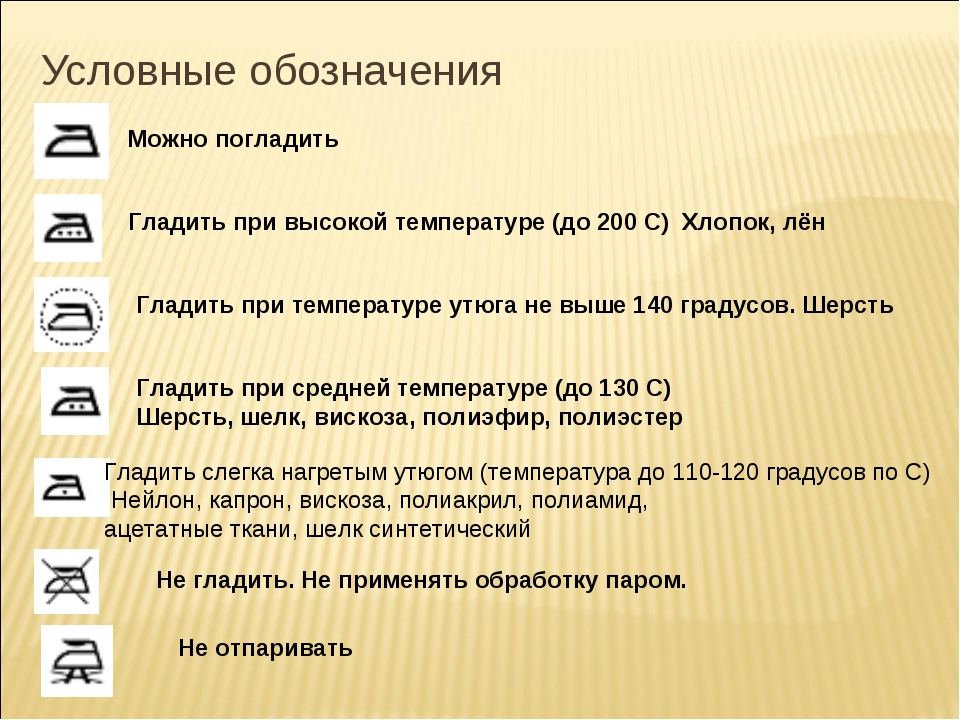 Условные обозначения
Можно погладить
Гладить при высокой температуре (до 200 С) Хлопок, лён
Гладить при температуре утюга не выше 140 градусов. Шерсть
Гладить при средней температуре (до 130 С)
Шерсть, шелк, вискоза, полиэфир, полиэстер
Гладить слегка нагретым утюгом (температура до 110-120 градусов по С)
Нейлон, капрон, вискоза, полиакрил, полиамид,
ацетатные ткани, шелк синтетический
Не гладить. Не применять обработку паром.
Не отпаривать